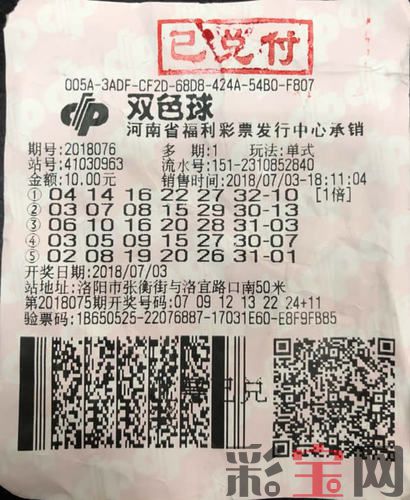 已兑付
005A-3ADF-CF2D-68D8-424A-54B0-F807
双色球
河南省福利彩票发行中心承销
期号:2018076 多期:1 玩法:单式
站号:41030963 流水号:151-2310852840
金额:10.00元 销售时间:2018/07/03-18:11:04
① 04 14 16 22 27 32-10 [1倍]
② 03 07 08 15 29 30-13
③ 06 10 16 20 28 31-03
④ 03 05 09 15 27 30-07
⑤ 02 08 19 20 26 31-01
开奖日期:2018/07/03
站地址:洛阳市张衡街与洛宜路口南50米
第2018075期开奖号码:07 09 12 13 22 24+11
验票码:1B650525-22076887-17031E60-E8F9FB85
票已兑
彩宝网